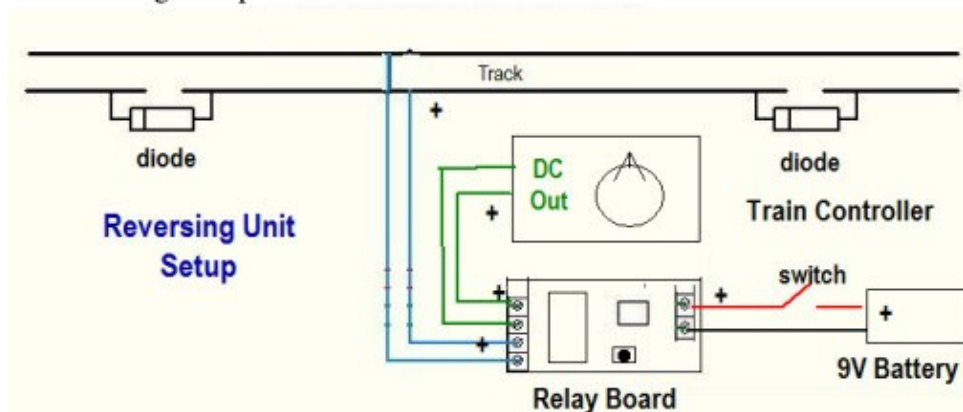 Track
+
diode
diode
DC
Out
+
Train Controller
Reversing Unit
Setup
switch
+
+
+
+
9V Battery
Relay Board